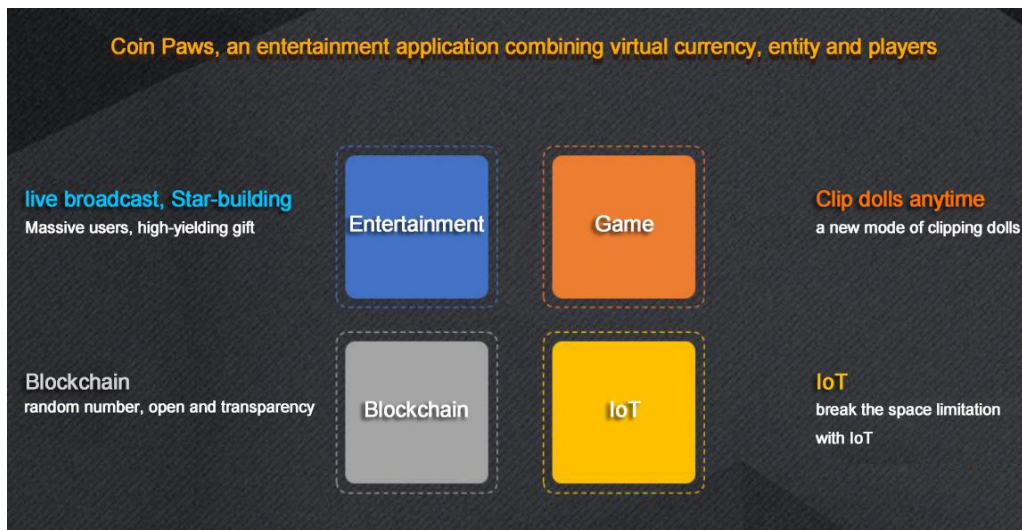 Coin Paws, an entertainment application combining virtual currency, entity and players
live broadcast, Star-building
Massive users, high-yielding gift
Entertainment
Game
Clip dolls anytime
a new mode of clipping dolls
Blockchain
random number, open and transparency
Blockchain
IoT
IoT
break the space limitation
with IoT